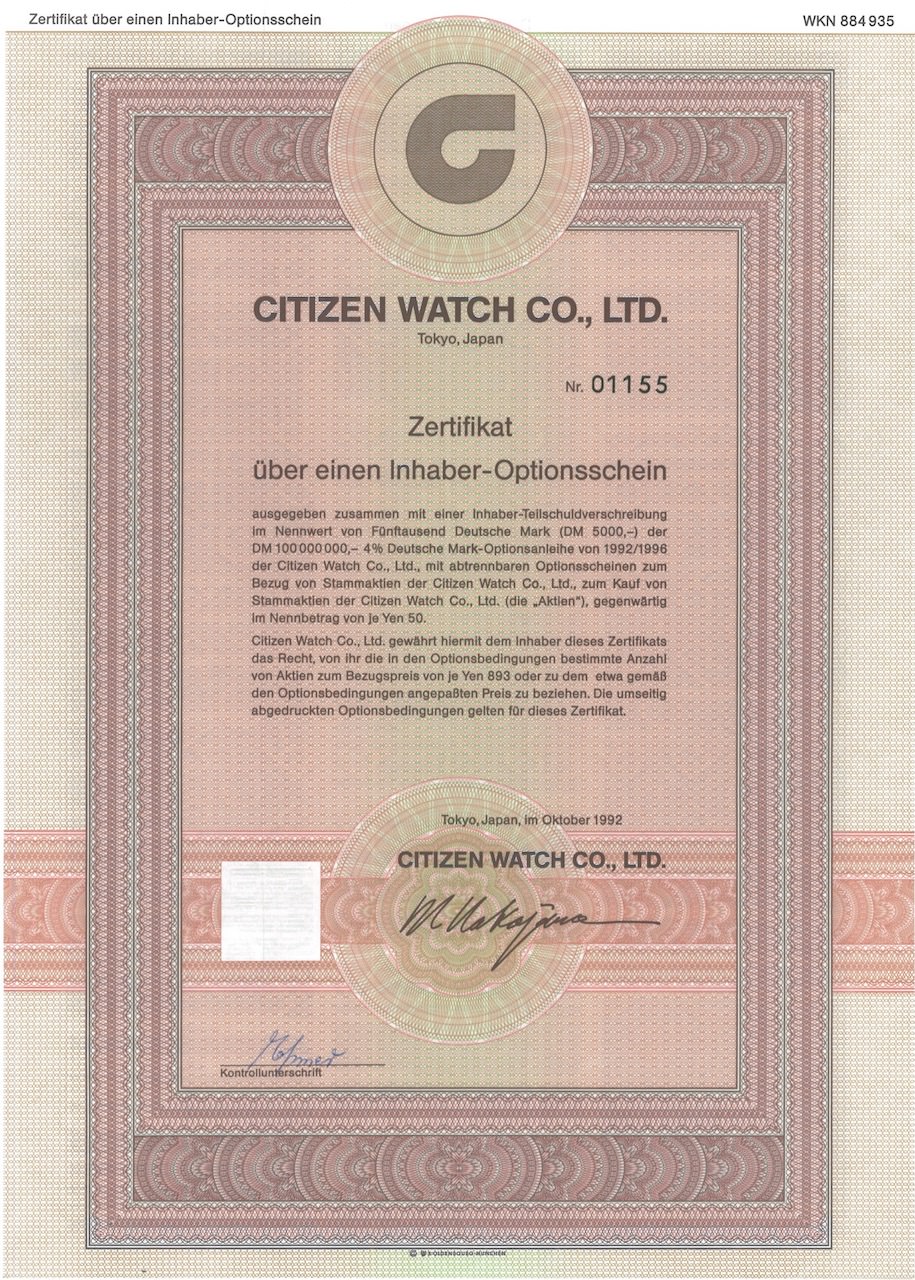 Zertifikat über einen Inhaber-Optionsschein
WKN 884 935
CITIZEN WATCH CO., LTD.
Tokyo, Japan
Nr. 01155
Zertifikat
über einen Inhaber-Optionsschein
ausgegeben zusammen mit einer Inhaber-Teilschuldverschreibung
im Nennwert von Fünftausend Deutsche Mark (DM 5000,–) der
DM 100 000 000,– 4% Deutsche Mark-Optionsanleihe von 1992/1996
der Citizen Watch Co., Ltd., mit abtrennbaren Optionsscheinen zum
Bezug von Stammaktien der Citizen Watch Co., Ltd., zum Kauf von
Stammaktien der Citizen Watch Co., Ltd. (die „Aktien“), gegenwärtig
im Nennbetrag von je Yen 50.
Citizen Watch Co., Ltd. gewährt hiermit dem Inhaber dieses Zertifikats
das Recht, von ihr die in den Optionsbedingungen bestimmte Anzahl
von Aktien zum Bezugspreis von je Yen 893 oder zu dem etwa gemäß
den Optionsbedingungen angepaßten Preis zu beziehen. Die umseitig
abgedruckten Optionsbedingungen gelten für dieses Zertifikat.
Tokyo, Japan, im Oktober 1992
CITIZEN WATCH CO., LTD.
M Nakajima
Kontrollunterschrift
R·OLDENBOURG·MÜNCHEN